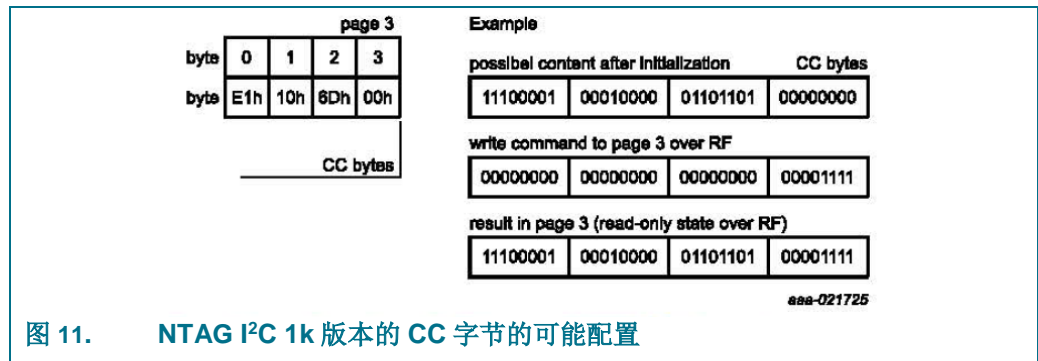 page 3
byte 0 1 2 3
byte E1h 10h 6Dh 00h
CC bytes
Example
possibel content after initialization CC bytes
11100001 00010000 01101101 00000000
write command to page 3 over RF
00000000 00000000 00000000 00001111
result in page 3 (read-only state over RF)
11100001 00010000 01101101 00001111
aaa-021725
图 11. NTAG I²C 1k 版本的 CC 字节的可能配置